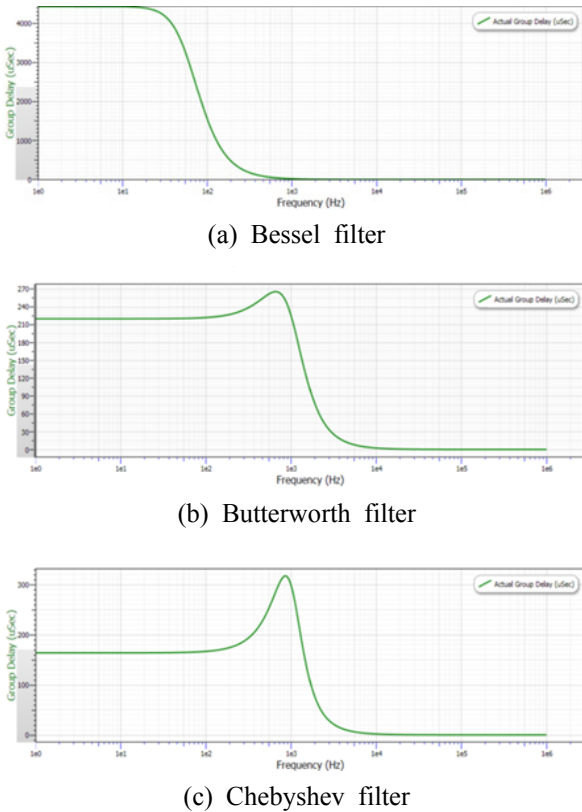 Actual Group Delay (uSec)
Group Delay (uSec)
4000
3000
2000
1000
0
1e0 1e1 1e2 1e3 1e4 1e5 1e6
Frequency (Hz)
(a) Bessel filter
Actual Group Delay (uSec)
Group Delay (uSec)
270
240
210
180
150
120
90
60
30
0
1e0 1e1 1e2 1e3 1e4 1e5 1e6
Frequency (Hz)
(b) Butterworth filter
Actual Group Delay (uSec)
Group Delay (uSec)
300
200
100
0
1e0 1e1 1e2 1e3 1e4 1e5 1e6
Frequency (Hz)
(c) Chebyshev filter